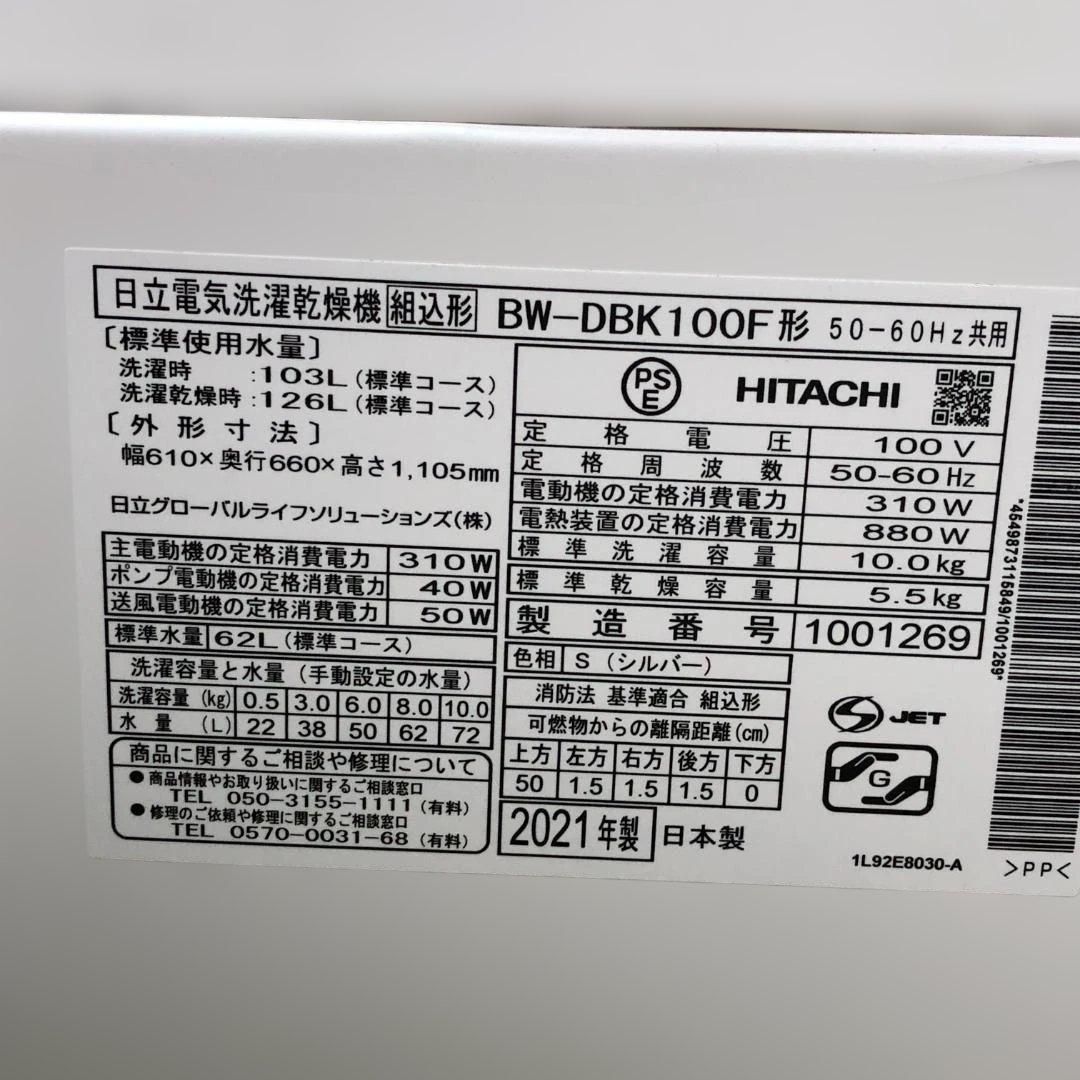 日立電気洗濯乾燥機 組込形 BW-DBK100F形 50-60Hz共用
〔標準使用水量〕
洗濯時 :103L(標準コース)
洗濯乾燥時:126L(標準コース)
〔外形寸法〕
幅610×奥行660×高さ1,105mm
日立グローバルライフソリューションズ(株)
主電動機の定格消費電力 310W
ポンプ電動機の定格消費電力 40W
送風電動機の定格消費電力 50W
標準水量 62L(標準コース)
洗濯容量と水量(手動設定の水量)
洗濯容量(kg) 0.5 3.0 6.0 8.0 10.0
水量(L) 22 38 50 62 72
商品に関するご相談や修理について
●商品情報やお取り扱いに関するご相談窓口
TEL 050-3155-1111(有料)
●修理のご依頼や修理に関するご相談窓口
TEL 0570-0031-68(有料)
PSE HITACHI
定格電圧 100V
定格周波数 50-60Hz
電動機の定格消費電力 310W
電熱装置の定格消費電力 880W
標準洗濯容量 10.0kg
標準乾燥容量 5.5kg
製造番号 1001269
色相 S(シルバー)
消防法 基準適合 組込形
可燃物からの離隔距離(cm)
上方 左方 右方 後方 下方
50 1.5 1.5 1.5 0
2021年製 日本製
S JET
G
1L92E8030-A
>PP<
*4549873115849/1001269*